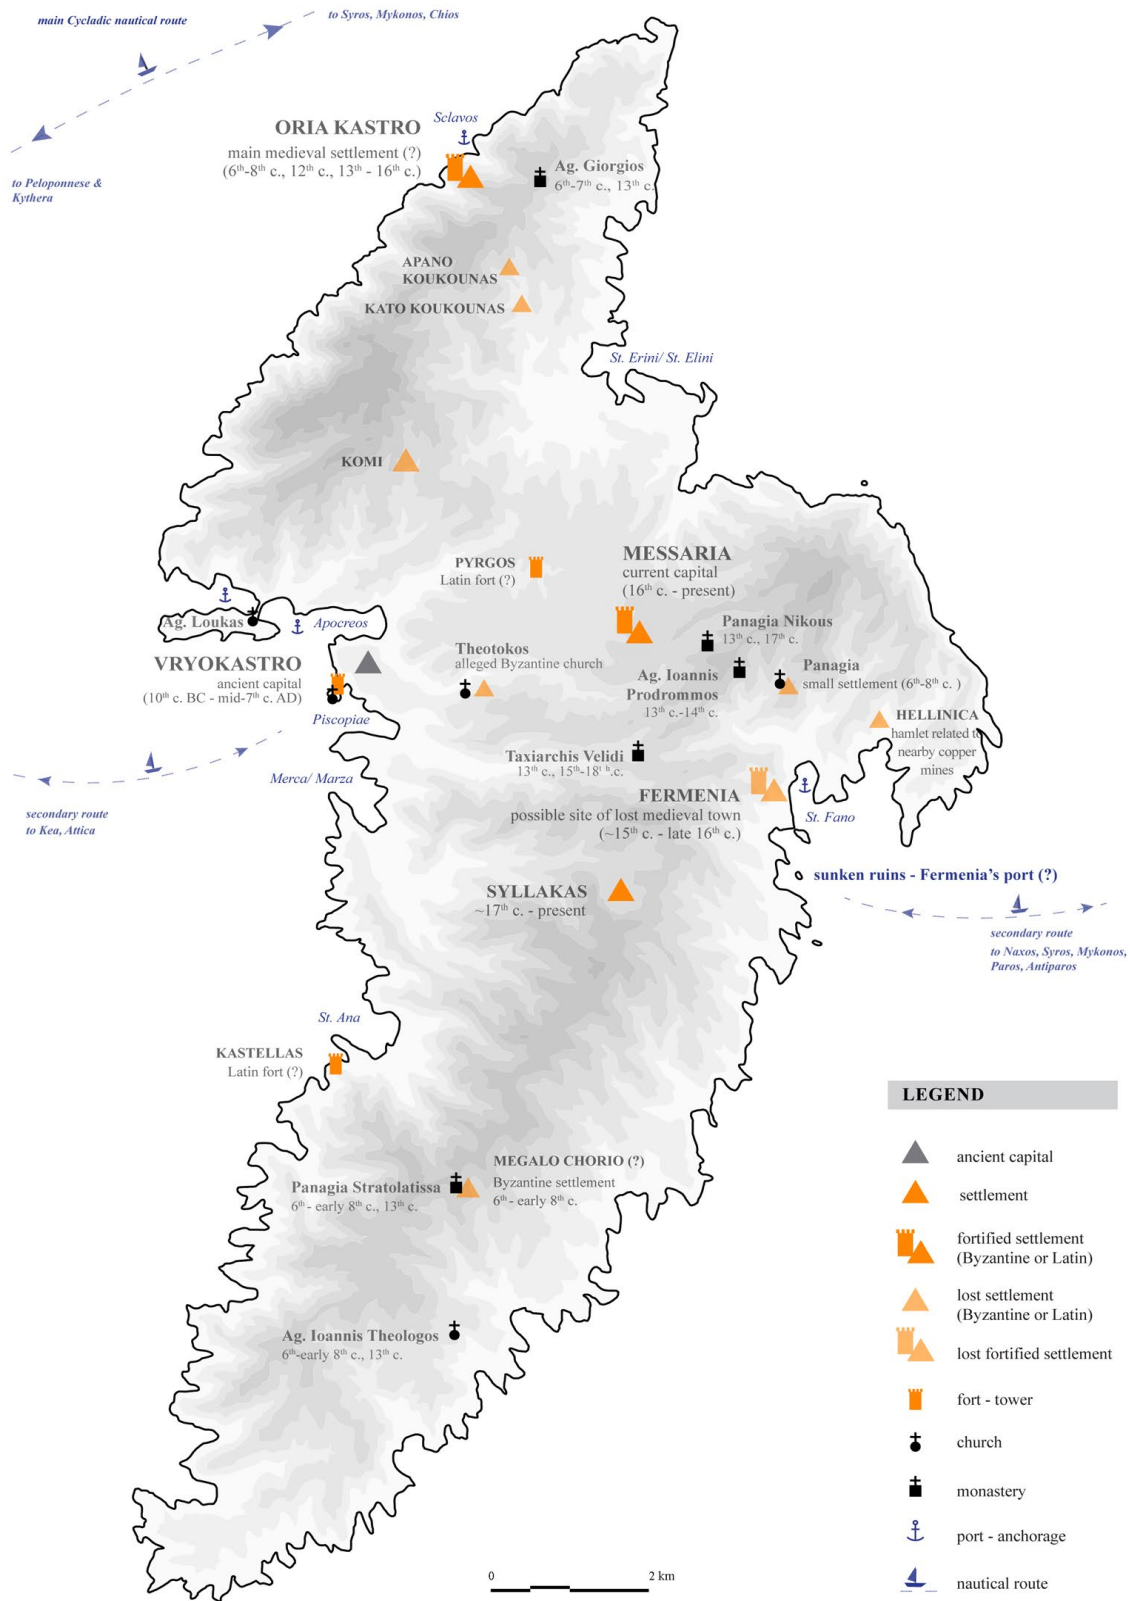 main Cycladic nautical route
to Syros, Mykonos, Chios
to Peloponnese &
Kythera
Sclavos
ORIA KASTRO
main medieval settlement (?)
(6th-8th c., 12th c., 13th - 16th c.)
Ag. Giorgios
6th-7th c., 13th c.
APANO
KOUKOUNAS
KATO KOUKOUNAS
St. Erini/ St. Elini
KOMI
PYRGOS
Latin fort (?)
MESSARIA
current capital
(16th c. - present)
Ag. Loukas
Apocreos
Panagia Nikous
13th c., 17th c.
VRYOKASTRO
ancient capital
(10th c. BC - mid-7th c. AD)
Theotokos
alleged Byzantine church
Ag. Ioannis
Prodrommos
13th c.-14th c.
Panagia
small settlement (6th-8th c. )
Piscopiae
HELLINICA
hamlet related to
nearby copper
mines
Merca/ Marza
Taxiarchis Velidi
13th c., 15th-18t h.c.
secondary route
to Kea, Attica
FERMENIA
possible site of lost medieval town
(~15th c. - late 16th c.)
St. Fano
SYLLAKAS
~17th c. - present
sunken ruins - Fermenia's port (?)
secondary route
to Naxos, Syros, Mykonos,
Paros, Antiparos
St. Ana
KASTELLAS
Latin fort (?)
MEGALO CHORIO (?)
Byzantine settlement
6th - early 8th c.
Panagia Stratolatissa
6th - early 8th c., 13th c.
Ag. Ioannis Theologos
6th-early 8th c., 13th c.
LEGEND
ancient capital
settlement
fortified settlement
(Byzantine or Latin)
lost settlement
(Byzantine or Latin)
lost fortified settlement
fort - tower
church
monastery
port - anchorage
nautical route
0 2 km